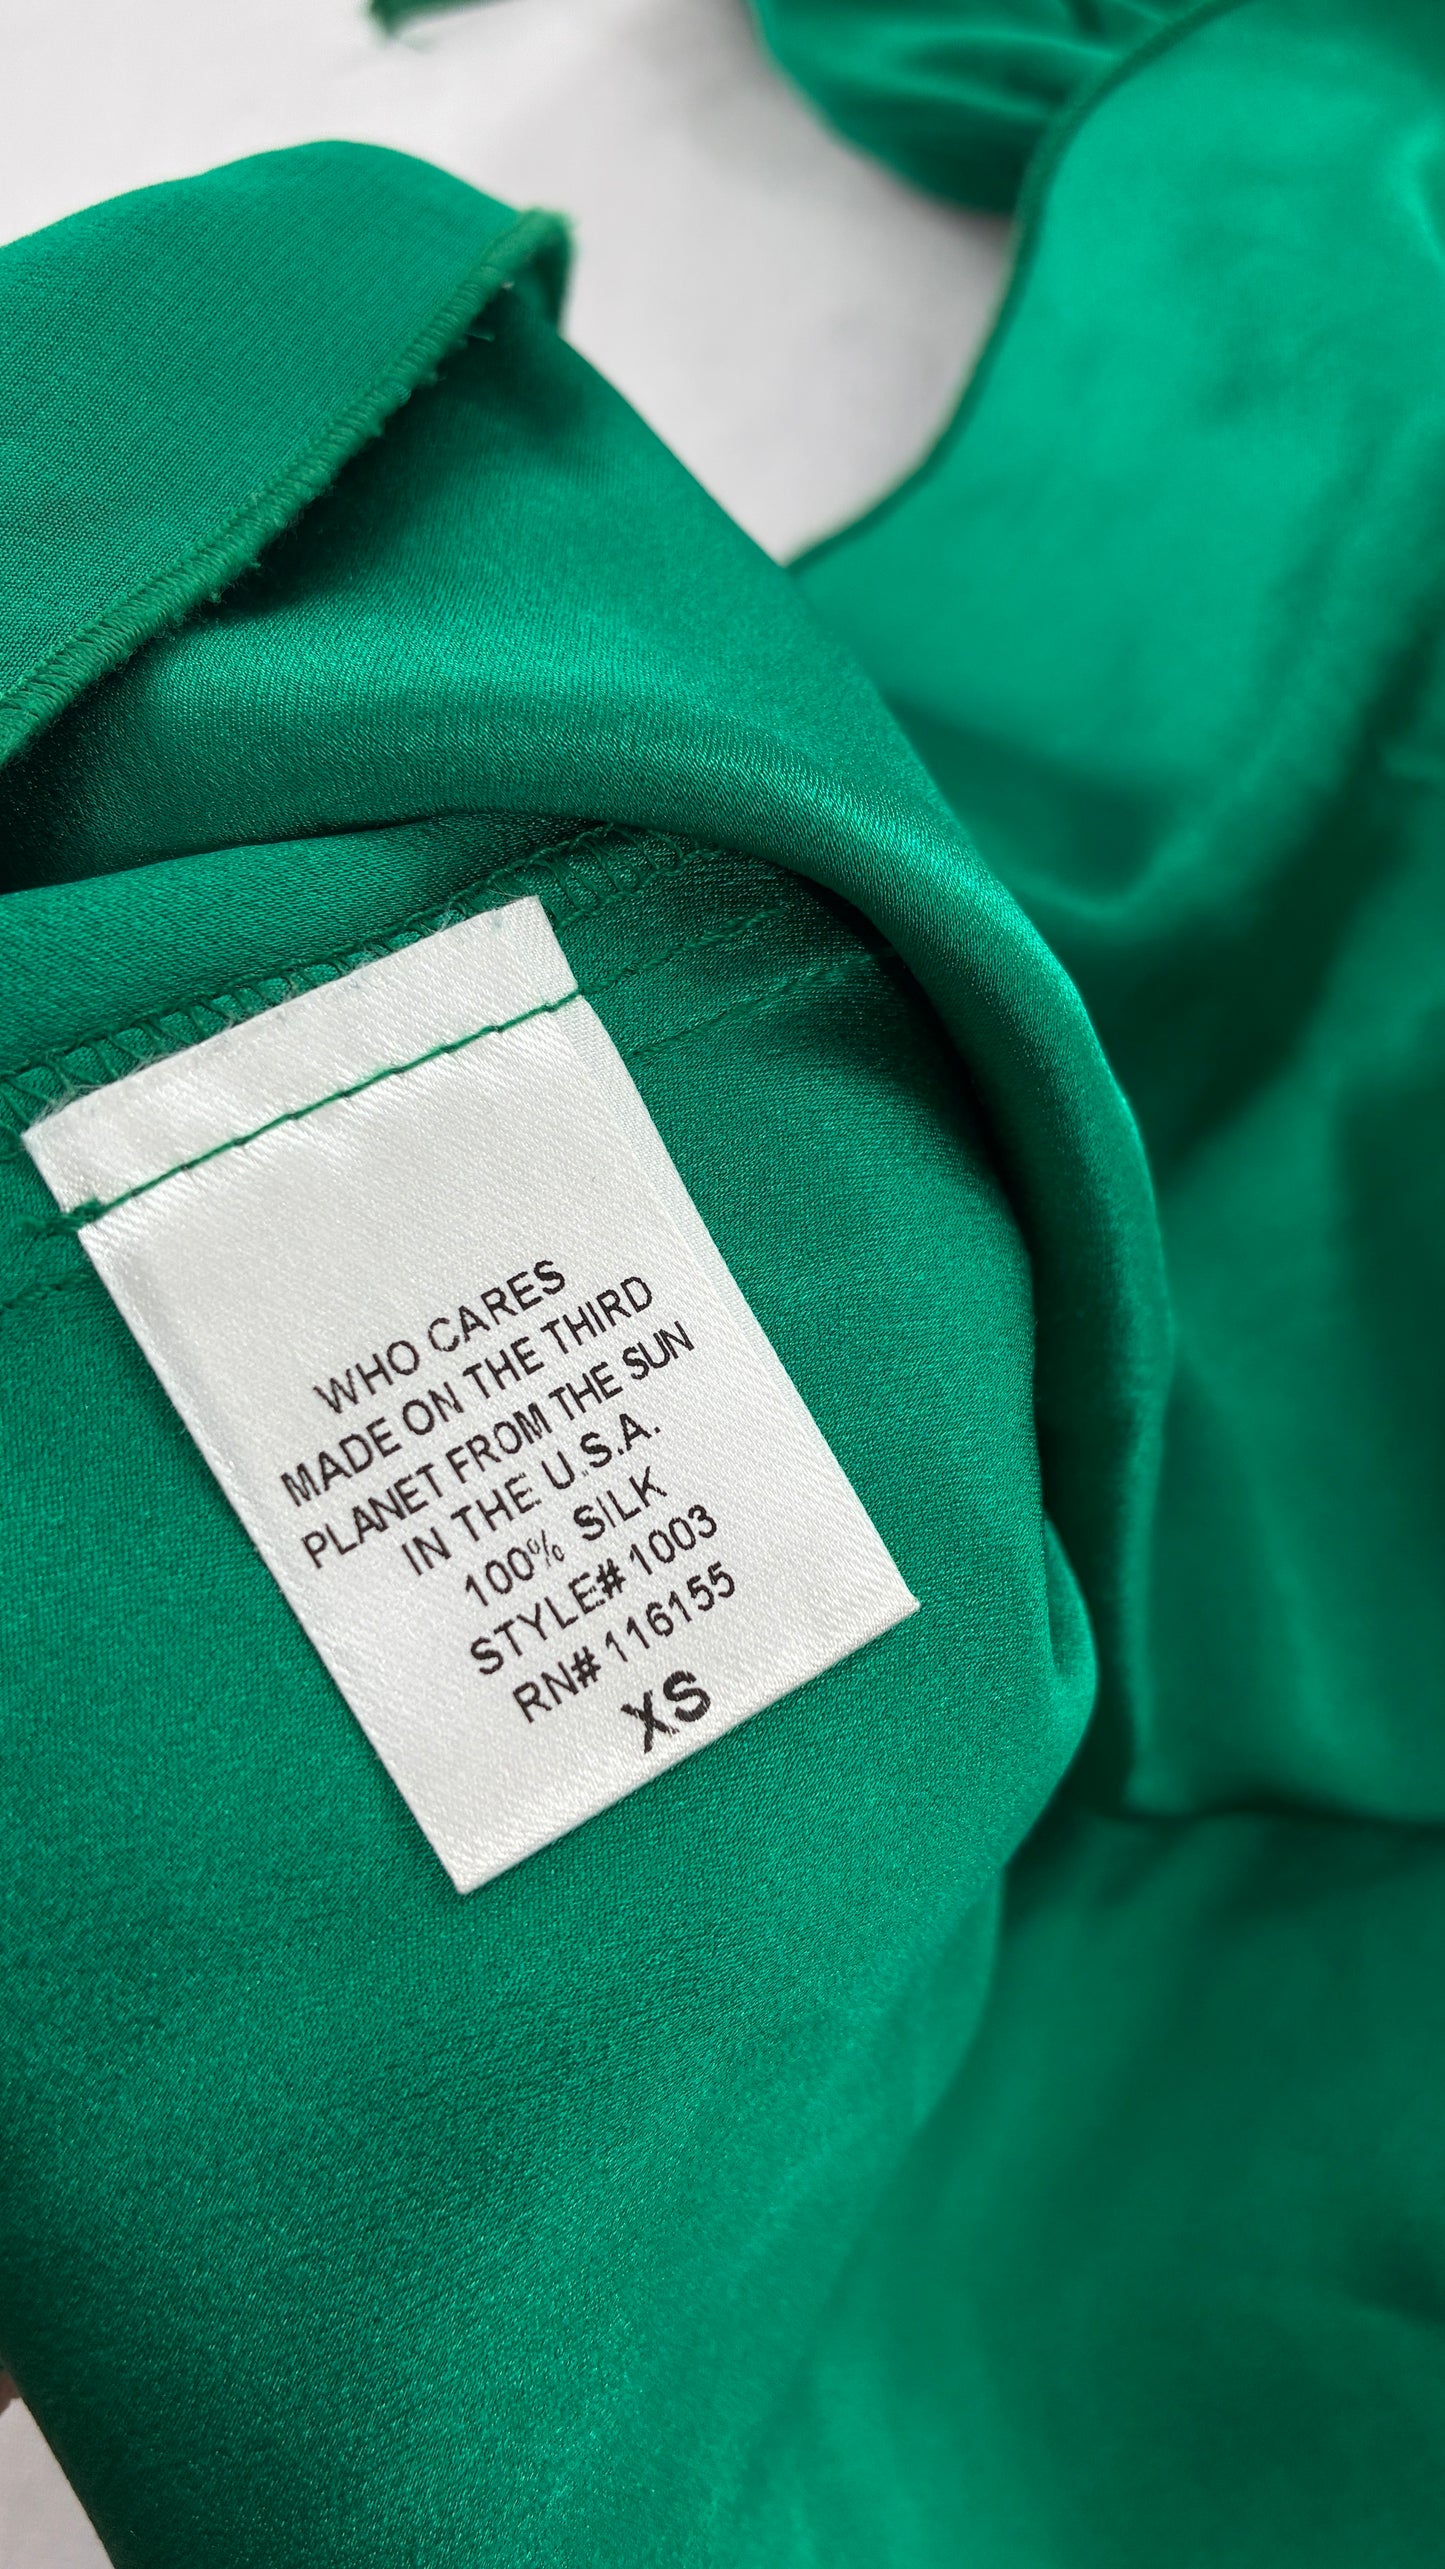 WHO CARES
MADE ON THE THIRD
PLANET FROM THE SUN
IN THE U.S.A.
100% SILK
STYLE# 1003
RN# 116155
XS